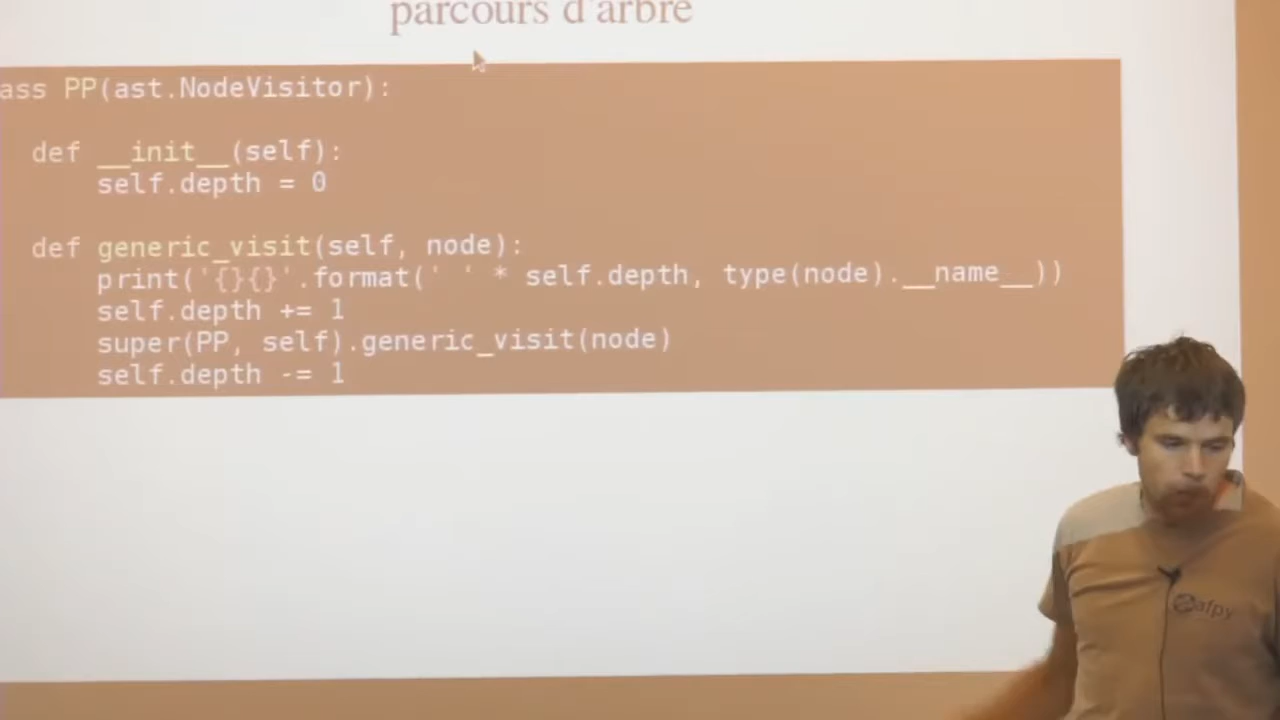 parcours d'arbre
ass PP(ast.NodeVisitor):
def __init__(self):
self.depth = 0
def generic_visit(self, node):
print('{}{}'.format(' ' * self.depth, type(node).__name__))
self.depth += 1
super(PP, self).generic_visit(node)
self.depth -= 1
afpy